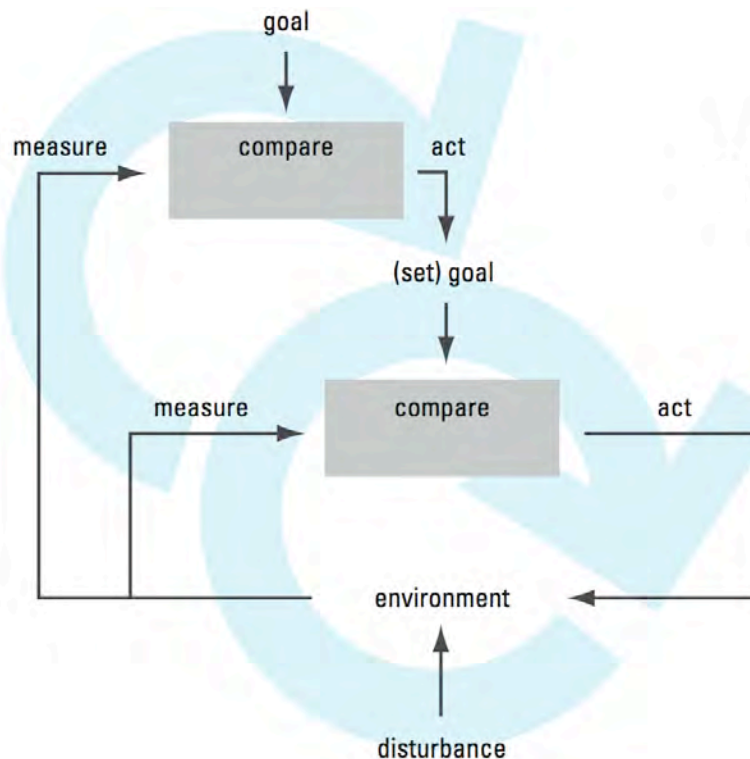 goal
measure
compare
act
(set) goal
measure
compare
act
environment
disturbance